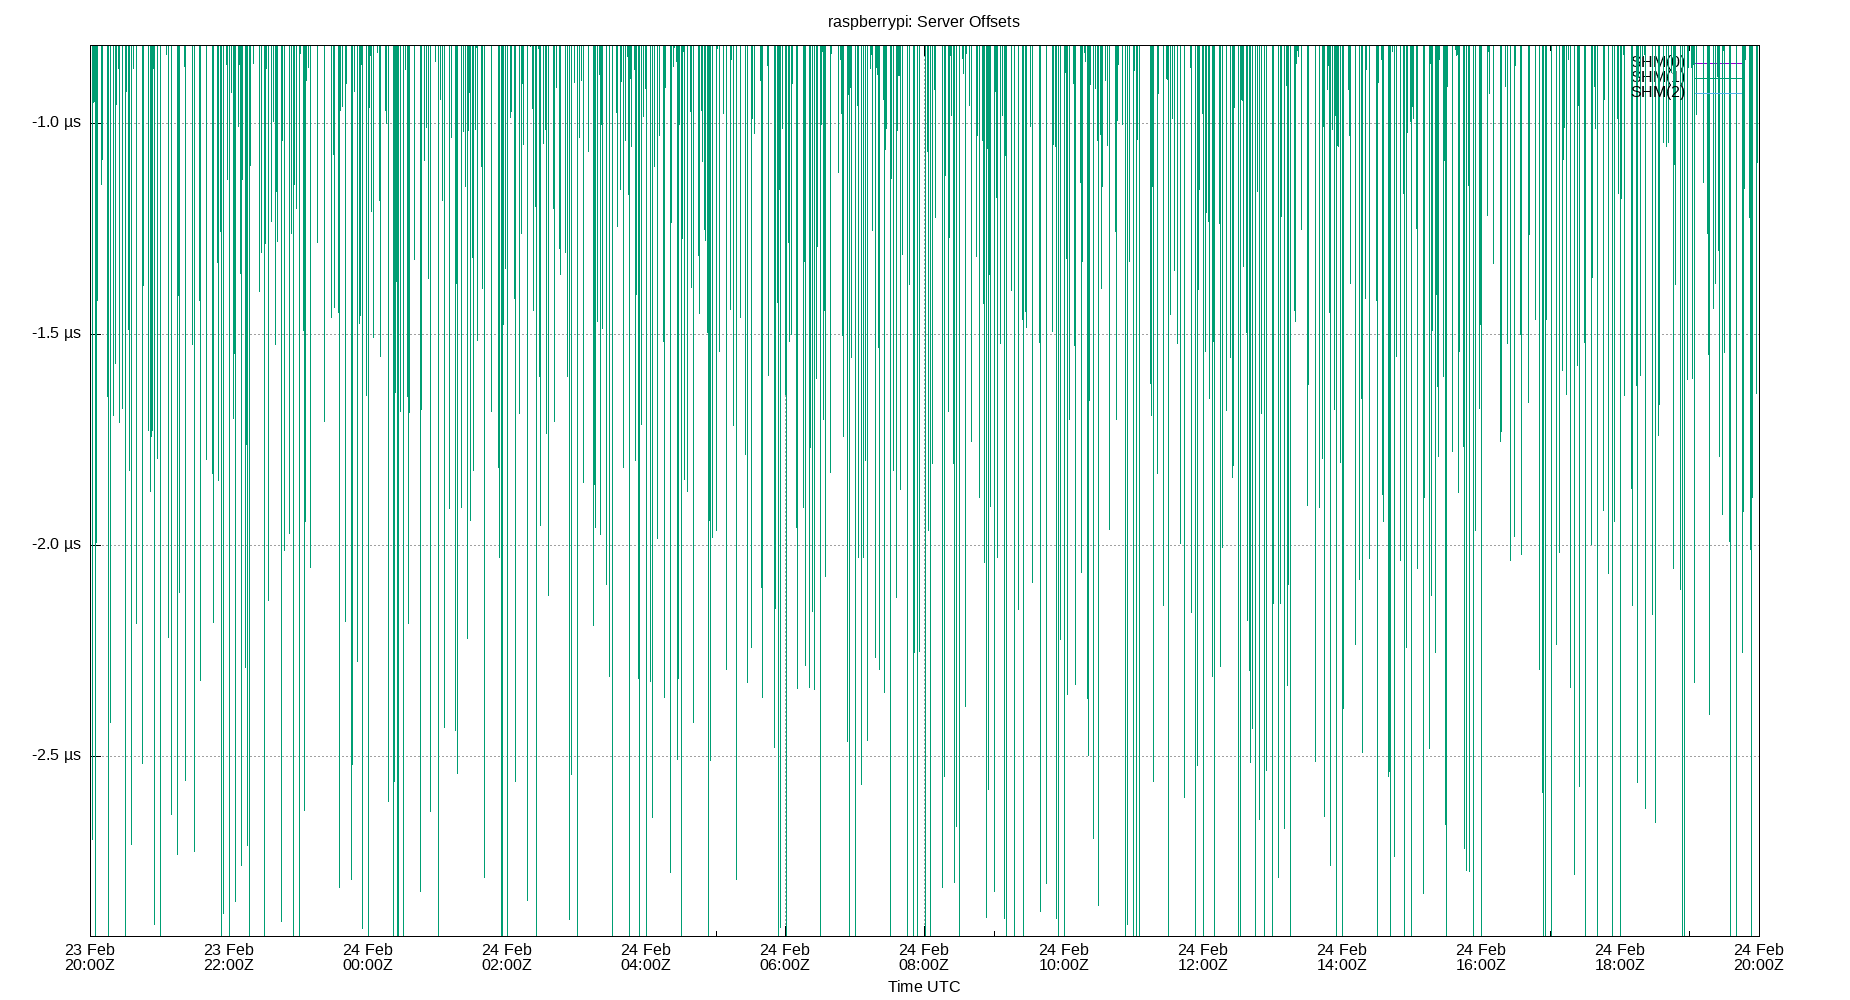 raspberrypi: Server Offsets
SHM(0)
SHM(1)
SHM(2)
-1.0 µs
-1.5 µs
-2.0 µs
-2.5 µs
23 Feb 23 Feb 24 Feb 24 Feb 24 Feb 24 Feb 24 Feb 24 Feb 24 Feb 24 Feb 24 Feb 24 Feb 24 Feb
20:00Z 22:00Z 00:00Z 02:00Z 04:00Z 06:00Z 08:00Z 10:00Z 12:00Z 14:00Z 16:00Z 18:00Z 20:00Z
Time UTC